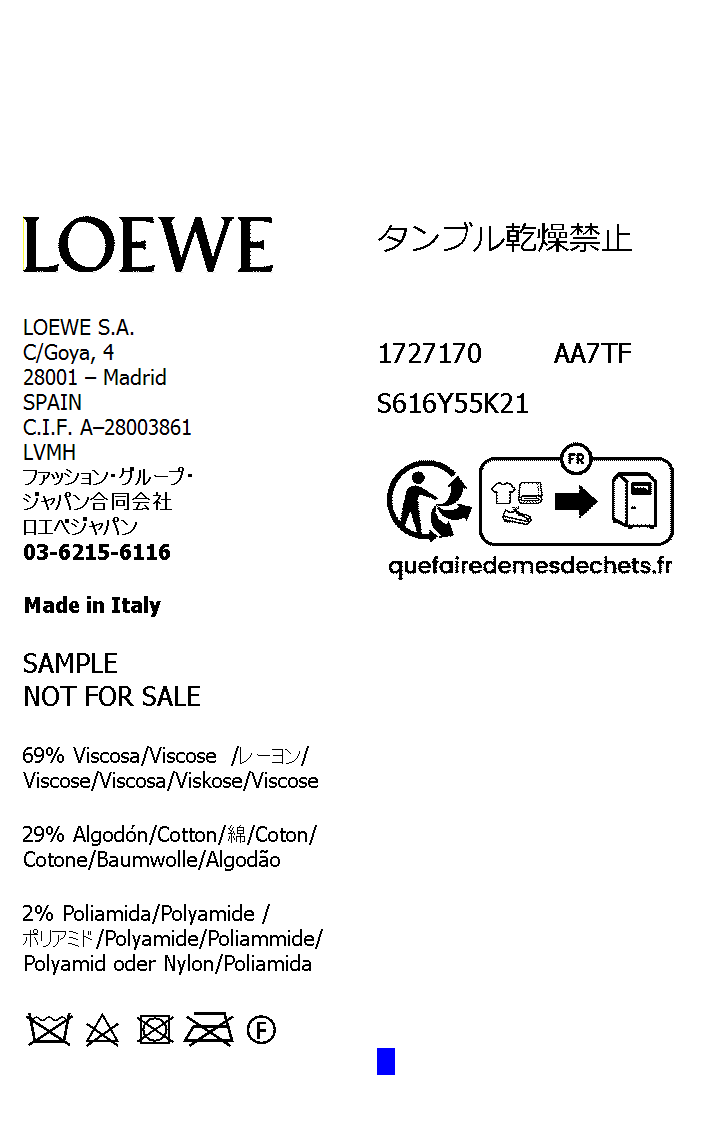 LOEWE
LOEWE S.A.
C/Goya, 4
28001 – Madrid
SPAIN
C.I.F. A–28003861
LVMH
ファッション・グループ・
ジャパン合同会社
ロエベジャパン
03-6215-6116
Made in Italy
SAMPLE
NOT FOR SALE
69% Viscosa/Viscose /レーヨン/
Viscose/Viscosa/Viskose/Viscose
29% Algodón/Cotton/綿/Coton/
Cotone/Baumwolle/Algodão
2% Poliamida/Polyamide /
ポリアミド/Polyamide/Poliammide/
Polyamid oder Nylon/Poliamida
F
タンブル乾燥禁止
1727170 AA7TF
S616Y55K21
FR
quefairedemesdechets.fr